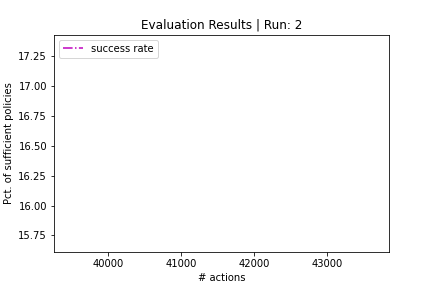 Evaluation Results | Run: 2
success rate
17.25
17.00
16.75
16.50
16.25
16.00
15.75
Pct. of sufficient policies
40000 41000 42000 43000
# actions